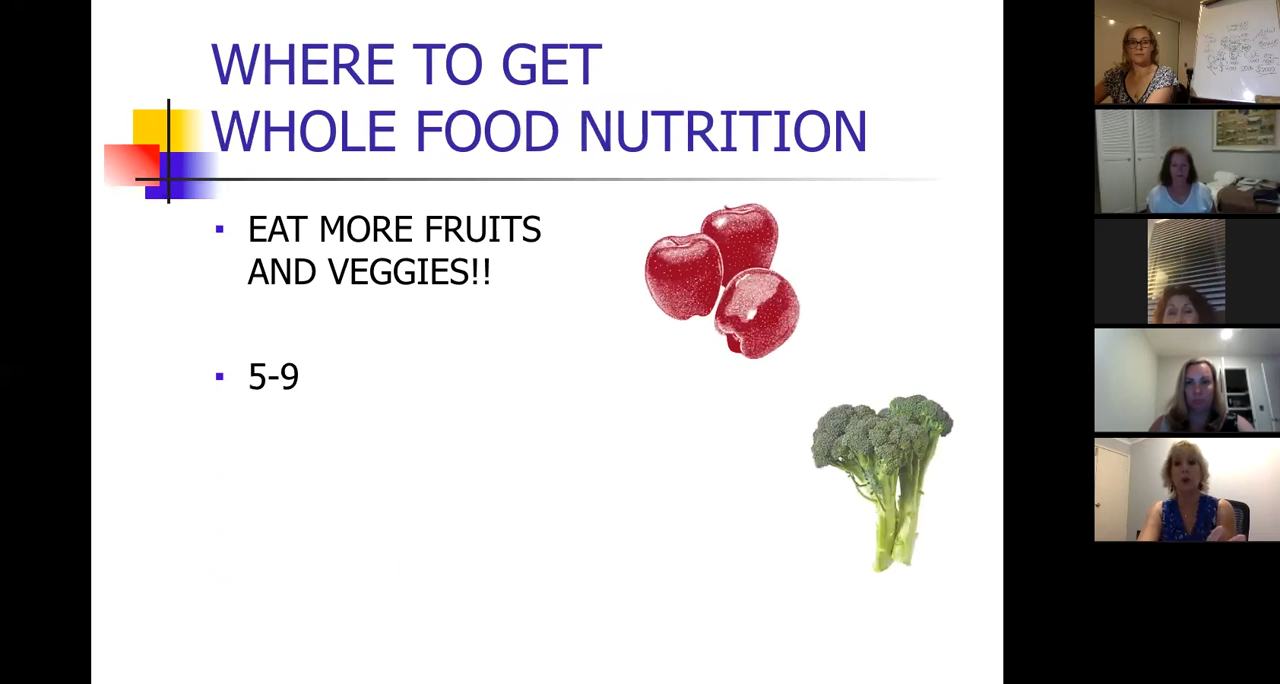 WHERE TO GET
WHOLE FOOD NUTRITION
▪ EAT MORE FRUITS
AND VEGGIES!!
▪ 5-9